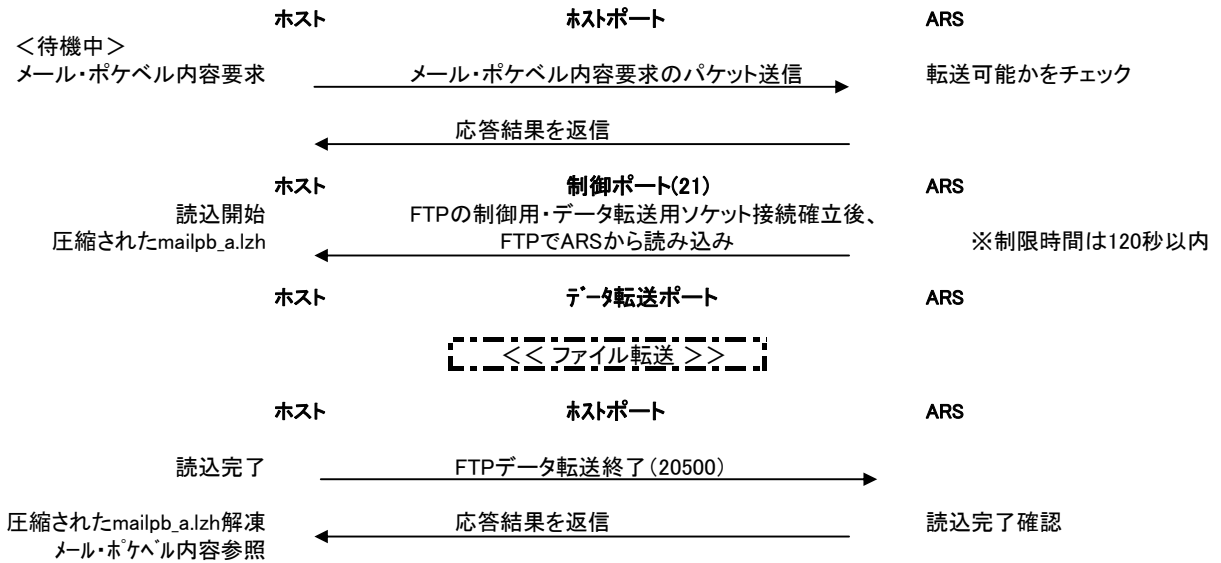 ホスト ホストポート ARS
＜待機中＞
メール・ポケベル内容要求 メール・ポケベル内容要求のパケット送信 転送可能かをチェック
応答結果を返信
ホスト 制御ポート(21) ARS
読込開始 FTPの制御用・データ転送用ソケット接続確立後、
圧縮されたmailpb_a.lzh FTPでARSから読み込み ※制限時間は120秒以内
ホスト ﾃﾞｰﾀ転送ポート ARS
＜＜ ファイル転送 ＞＞
ホスト ホストポート ARS
読込完了 FTPデータ転送終了（20500）
圧縮されたmailpb_a.lzh解凍 応答結果を返信 読込完了確認
ﾒｰﾙ・ﾎﾟｹﾍﾞﾙ内容参照